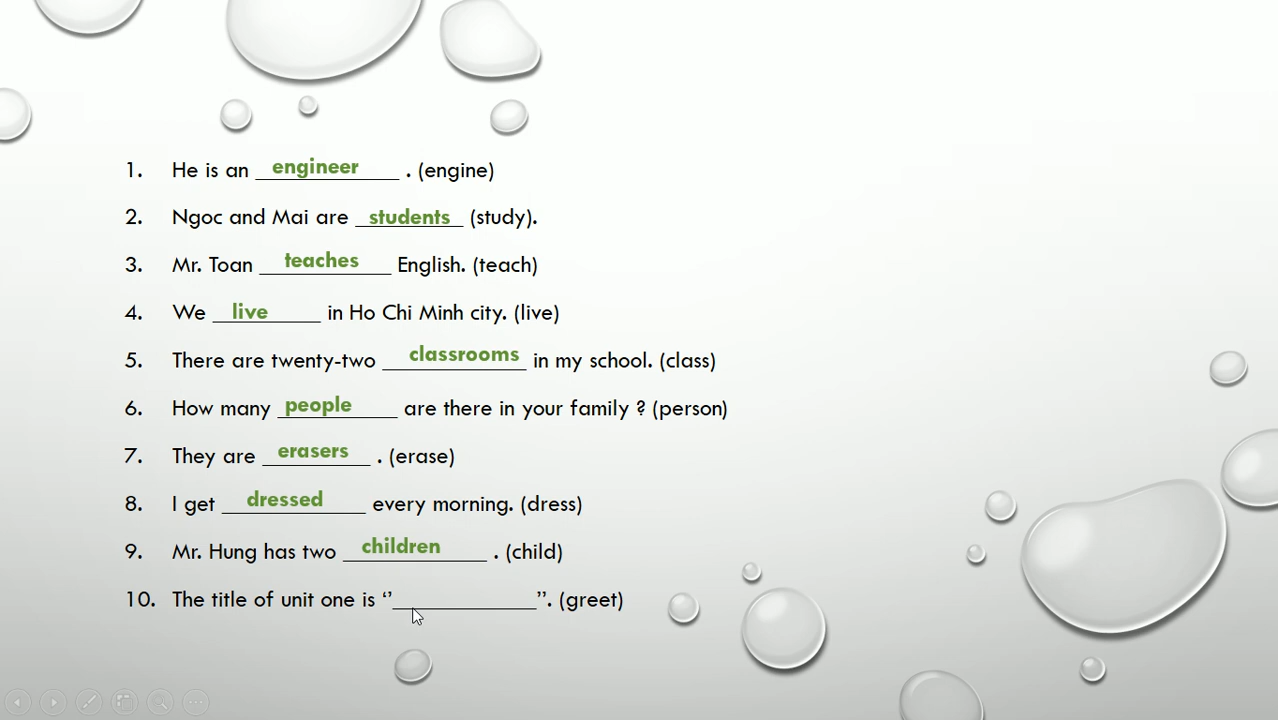 1. He is an engineer . (engine)
2. Ngoc and Mai are students (study).
3. Mr. Toan teaches English. (teach)
4. We live in Ho Chi Minh city. (live)
5. There are twenty-two classrooms in my school. (class)
6. How many people are there in your family ? (person)
7. They are erasers . (erase)
8. I get dressed every morning. (dress)
9. Mr. Hung has two children . (child)
10. The title of unit one is ‘’____________”. (greet)